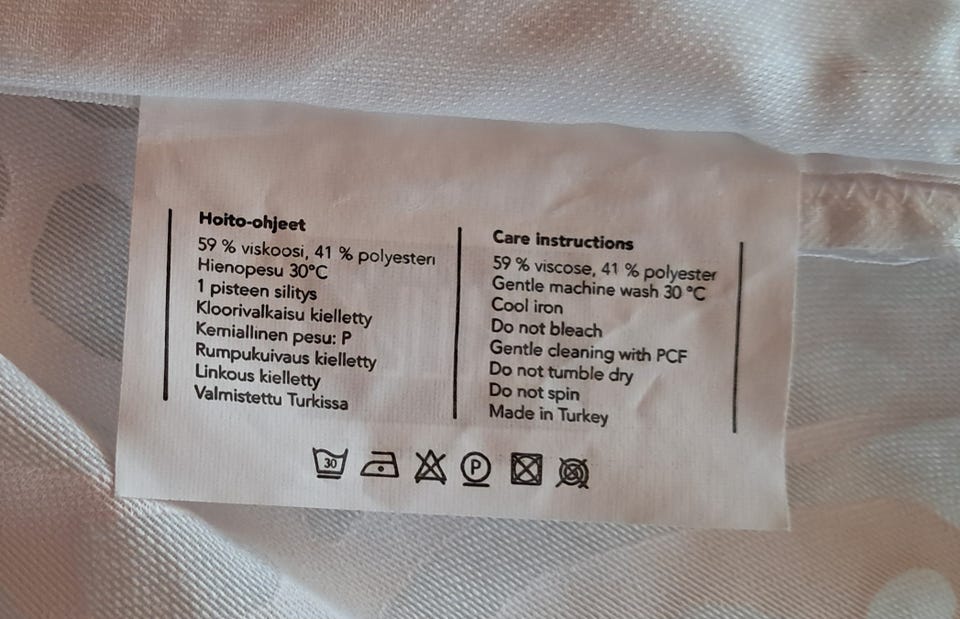 Hoito-ohjeet
59 % viskoosi, 41 % polyesteri
Hienopesu 30°C
1 pisteen silitys
Kloorivalkaisu kielletty
Kemiallinen pesu: P
Rumpukuivaus kielletty
Linkous kielletty
Valmistettu Turkissa
Care instructions
59 % viscose, 41 % polyester
Gentle machine wash 30 °C
Cool iron
Do not bleach
Gentle cleaning with PCF
Do not tumble dry
Do not spin
Made in Turkey
30 P